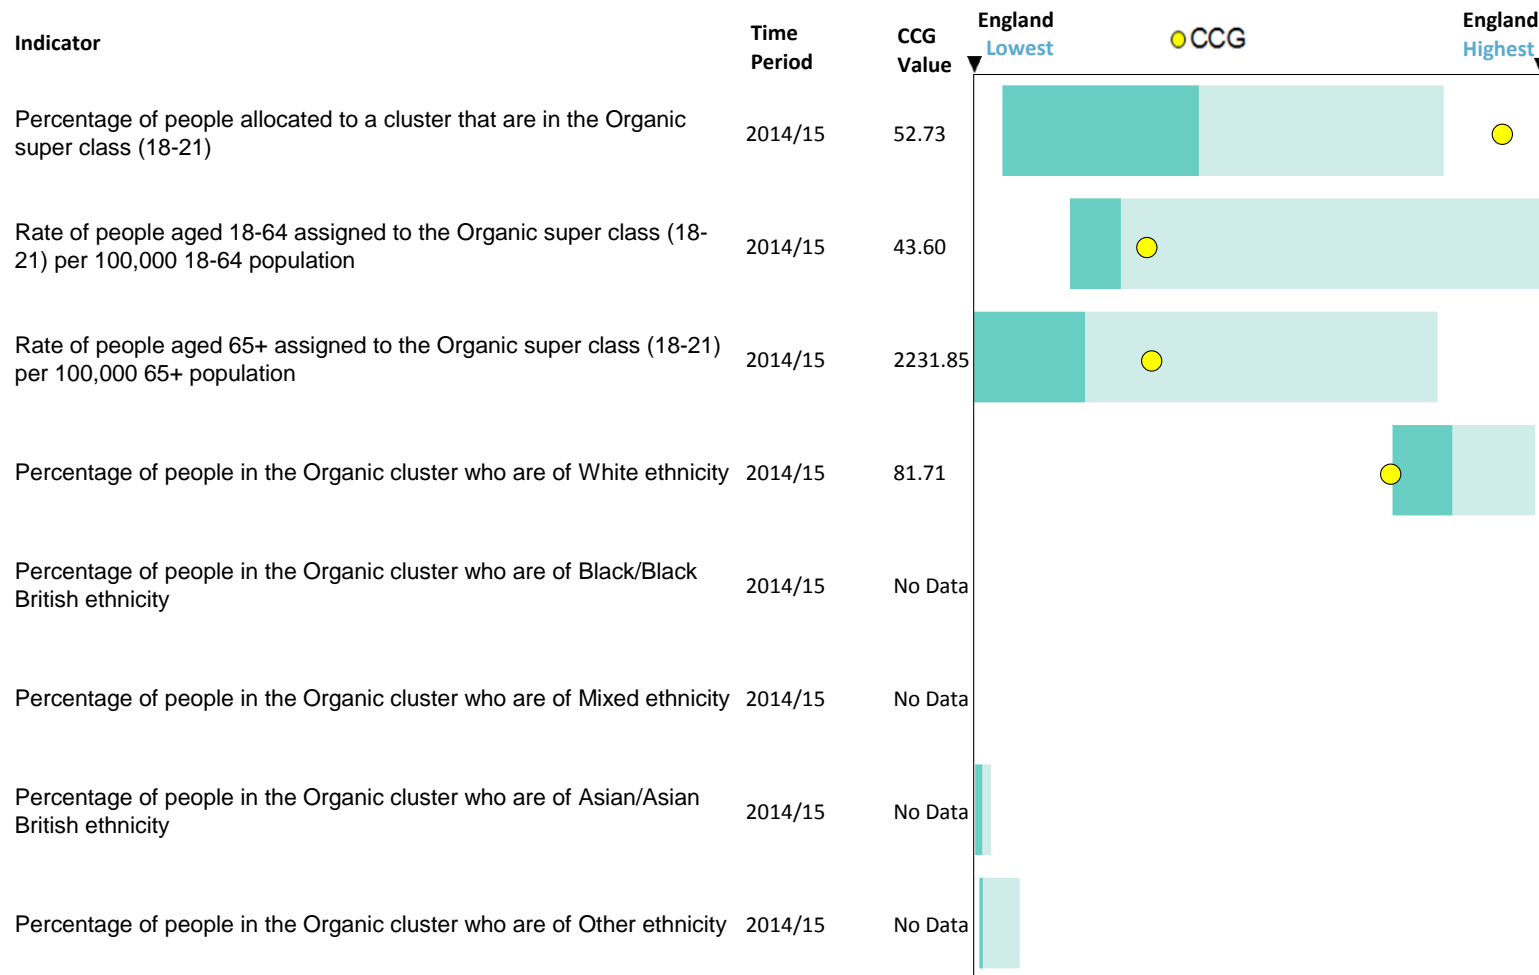 Indicator
Time
Period
CCG
Value
England
Lowest
CCG
England
Highest
Percentage of people allocated to a cluster that are in the Organic
super class (18-21)
2014/15
52.73
Rate of people aged 18-64 assigned to the Organic super class (18-
21) per 100,000 18-64 population
2014/15
43.60
Rate of people aged 65+ assigned to the Organic super class (18-21)
per 100,000 65+ population
2014/15
2231.85
Percentage of people in the Organic cluster who are of White ethnicity
2014/15
81.71
Percentage of people in the Organic cluster who are of Black/Black
British ethnicity
2014/15
No Data
Percentage of people in the Organic cluster who are of Mixed ethnicity
2014/15
No Data
Percentage of people in the Organic cluster who are of Asian/Asian
British ethnicity
2014/15
No Data
Percentage of people in the Organic cluster who are of Other ethnicity
2014/15
No Data